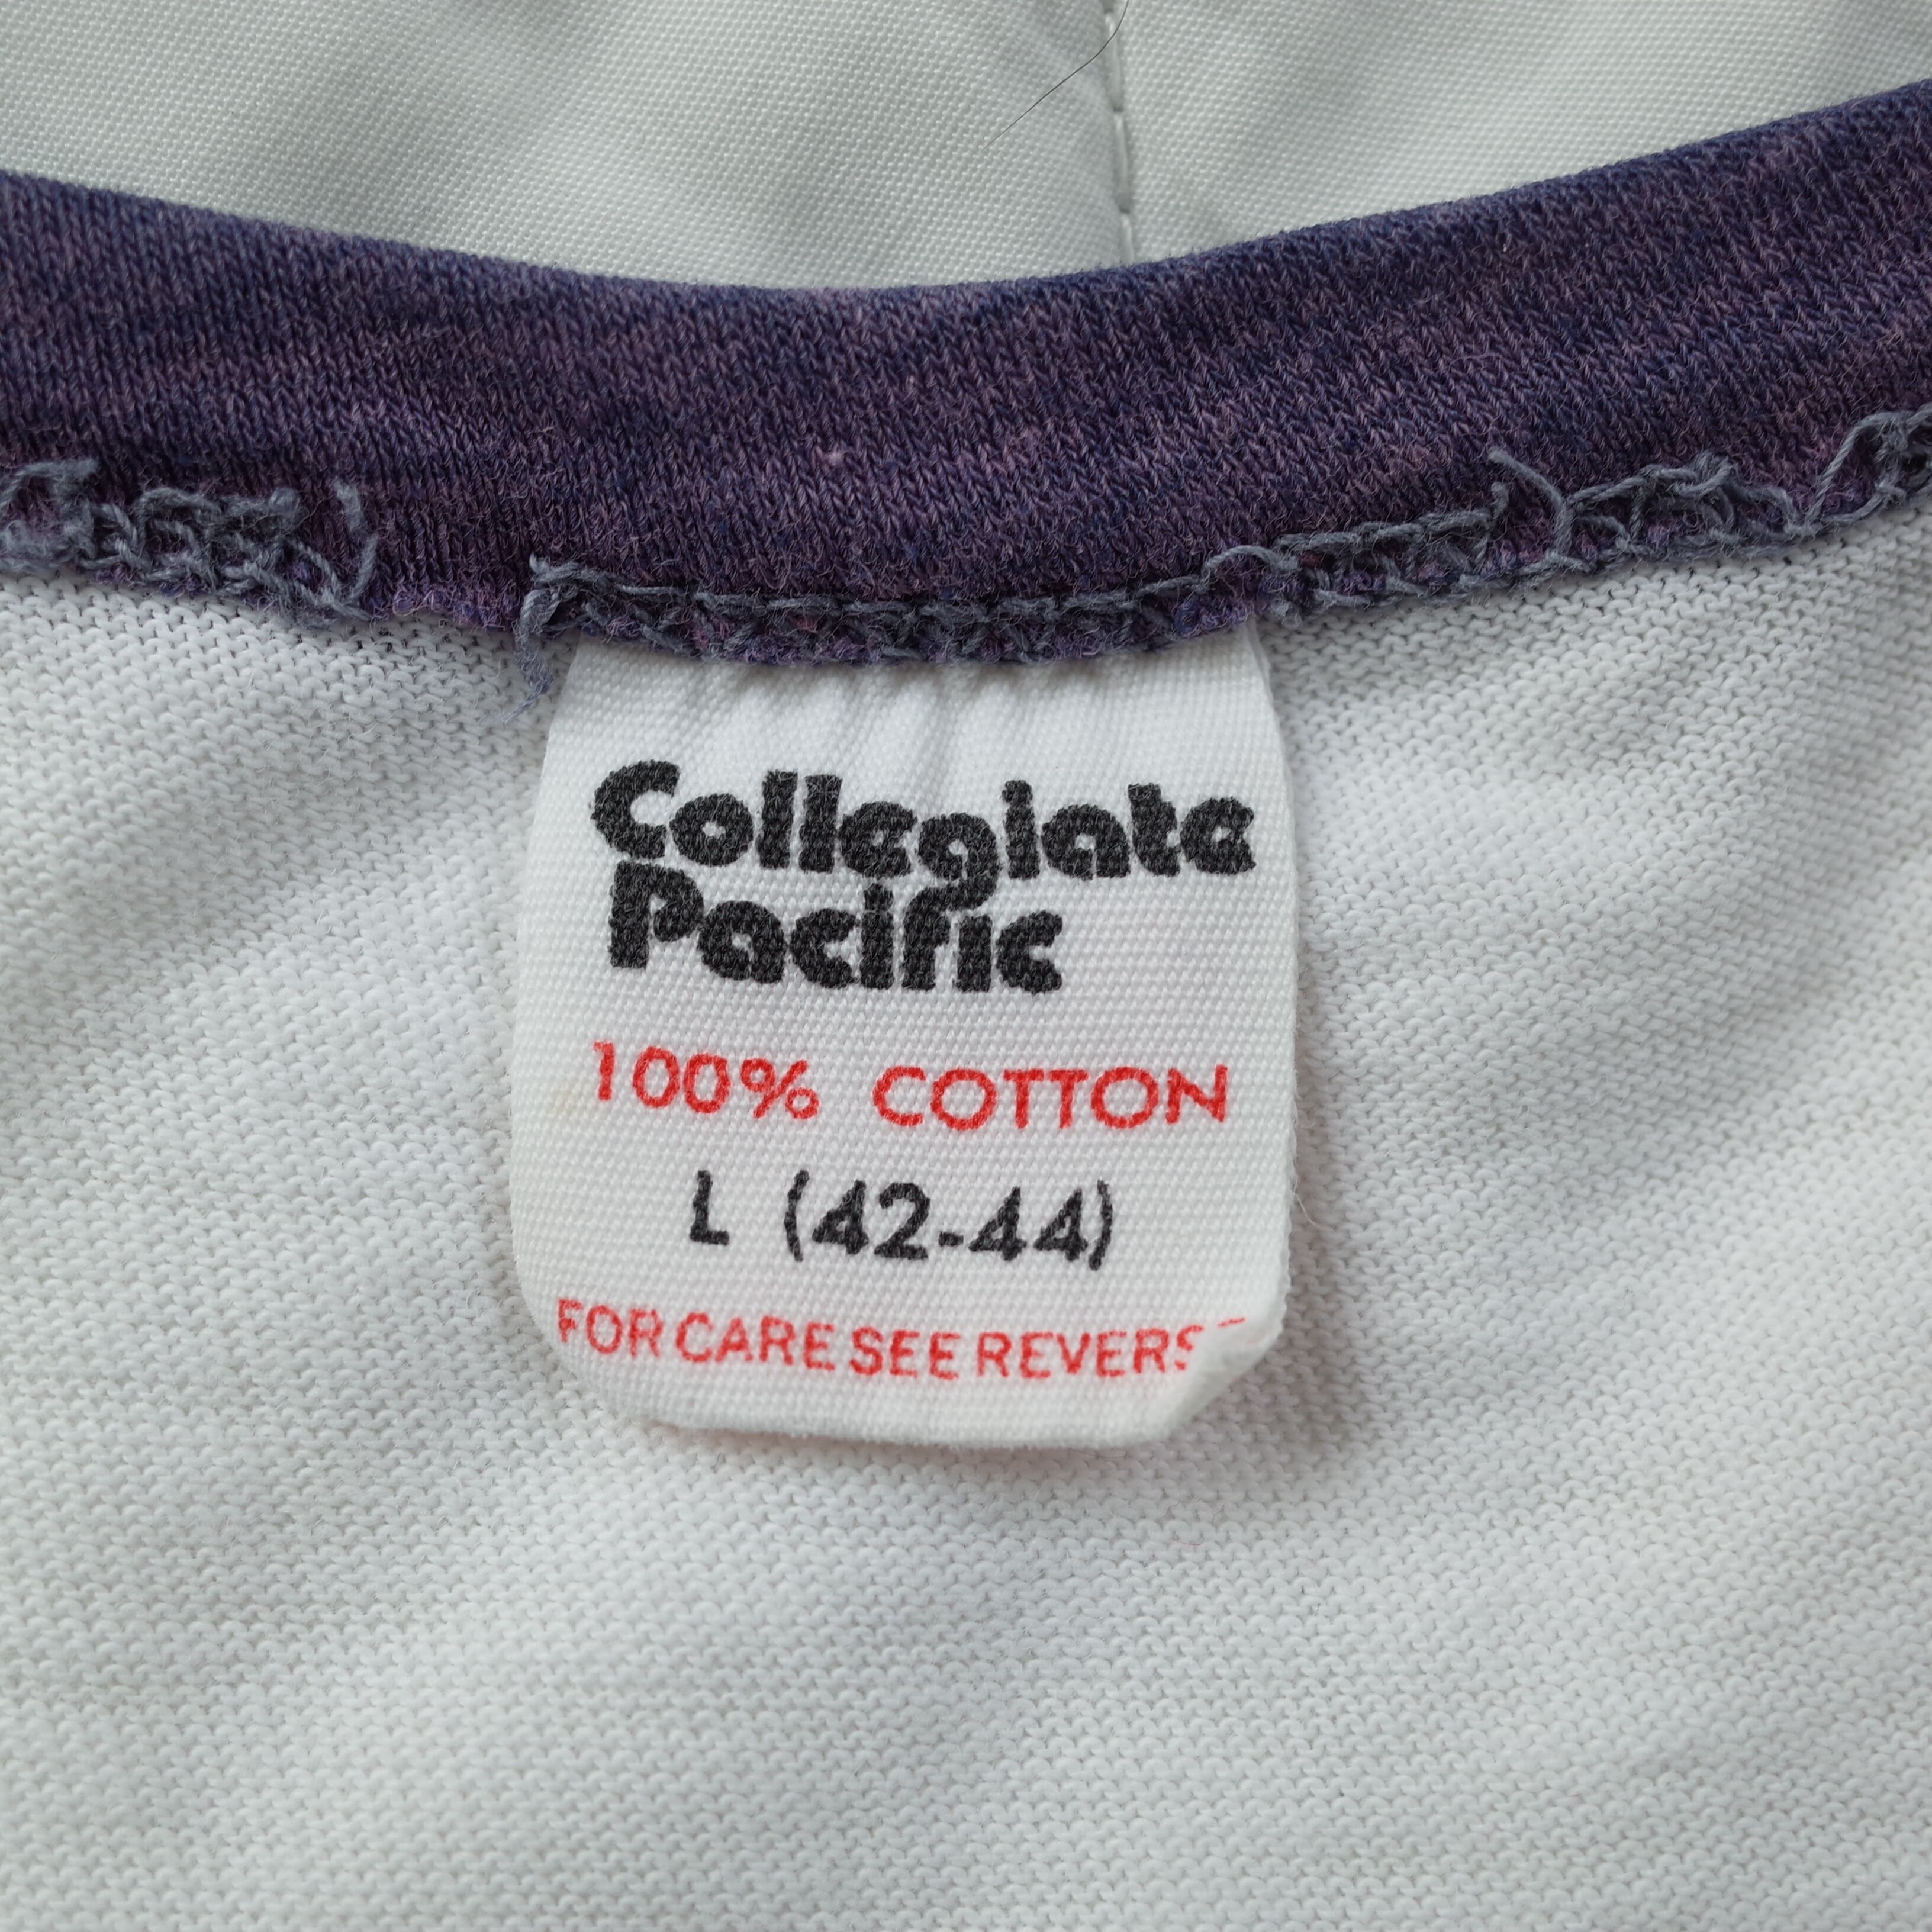 Collegiate
Pacific
100% COTTON
L (42-44)
FOR CARE SEE REVERSE